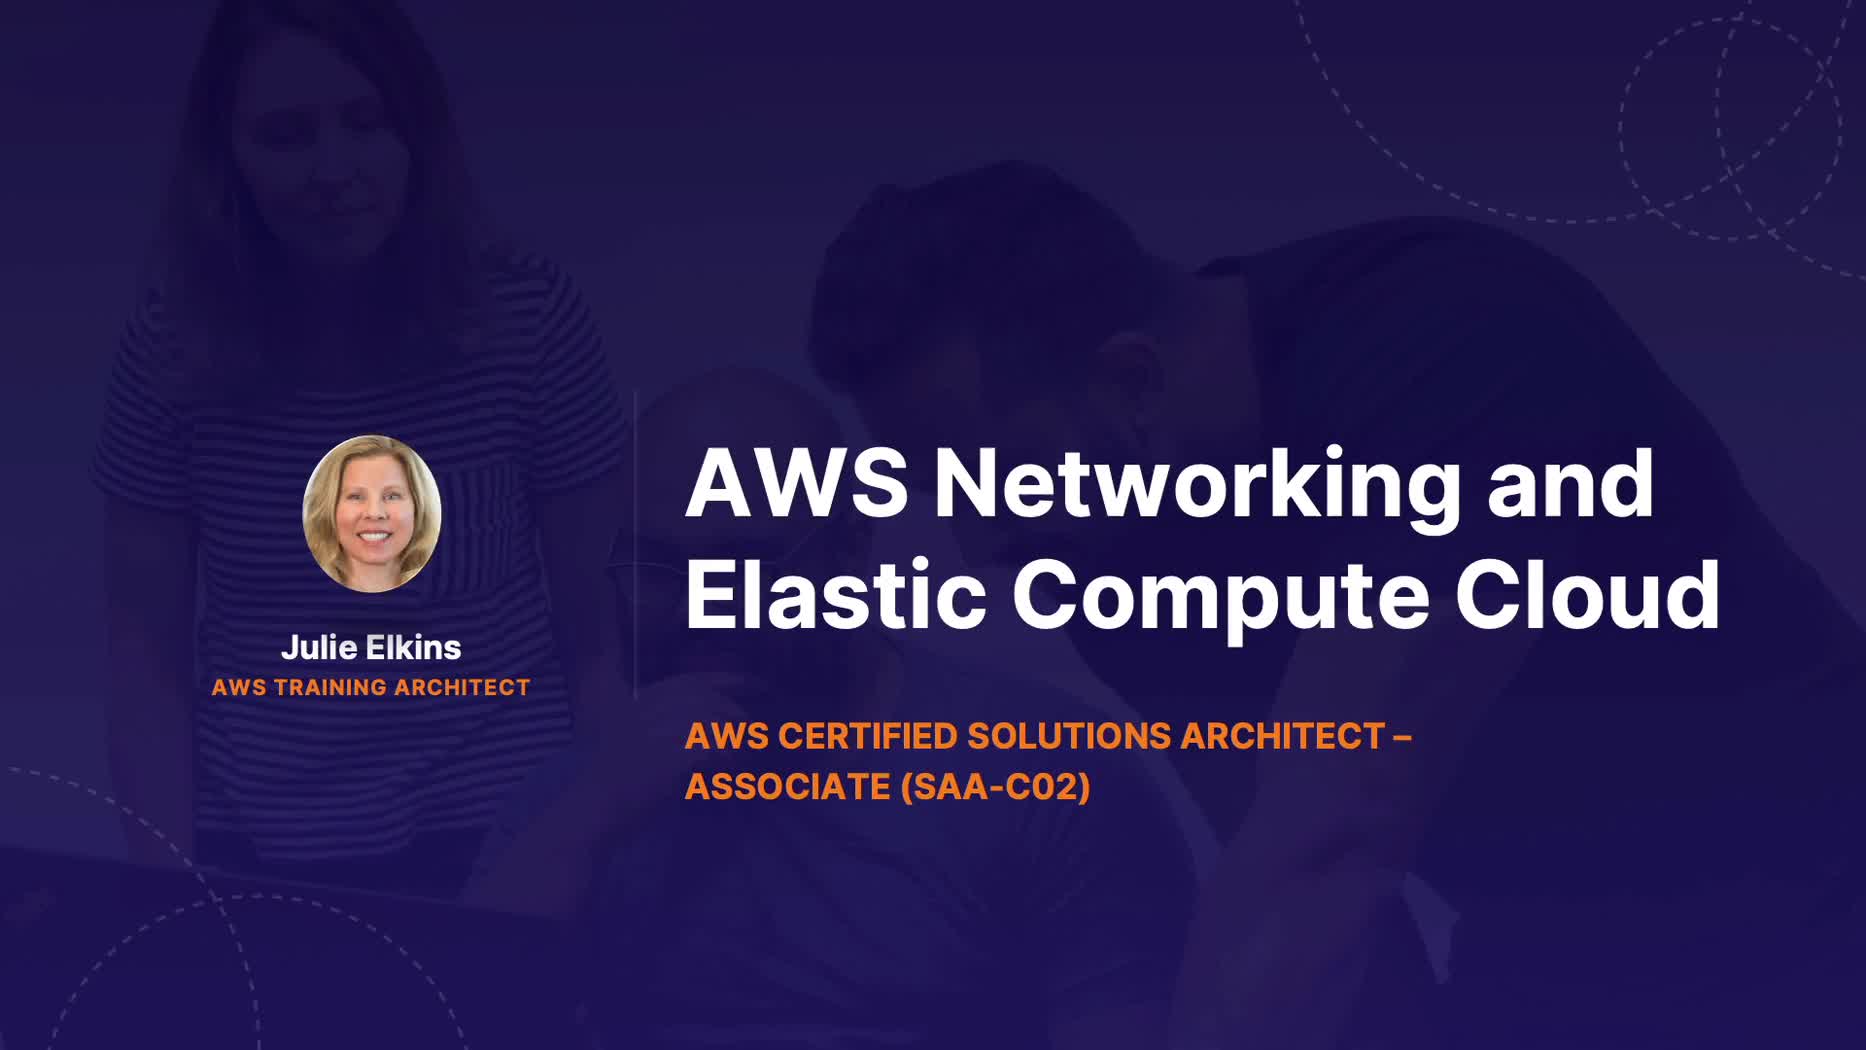 Julie Elkins
AWS TRAINING ARCHITECT
AWS Networking and
Elastic Compute Cloud
AWS CERTIFIED SOLUTIONS ARCHITECT –
ASSOCIATE (SAA-C02)